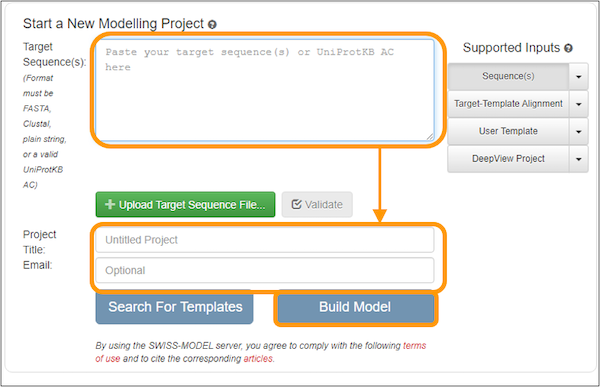 Start a New Modelling Project
Target
Sequence(s):
(Format
must be
FASTA,
Clustal,
plain string,
or a valid
UniProtKB
AC)
Paste your target sequence(s) or UniProtKB AC
here
Supported Inputs
Sequence(s)
Target-Template Alignment
User Template
DeepView Project
+ Upload Target Sequence File...
Validate
Project
Title:
Untitled Project
Email:
Optional
Search For Templates
Build Model
By using the SWISS-MODEL server, you agree to comply with the following terms
of use and to cite the corresponding articles.